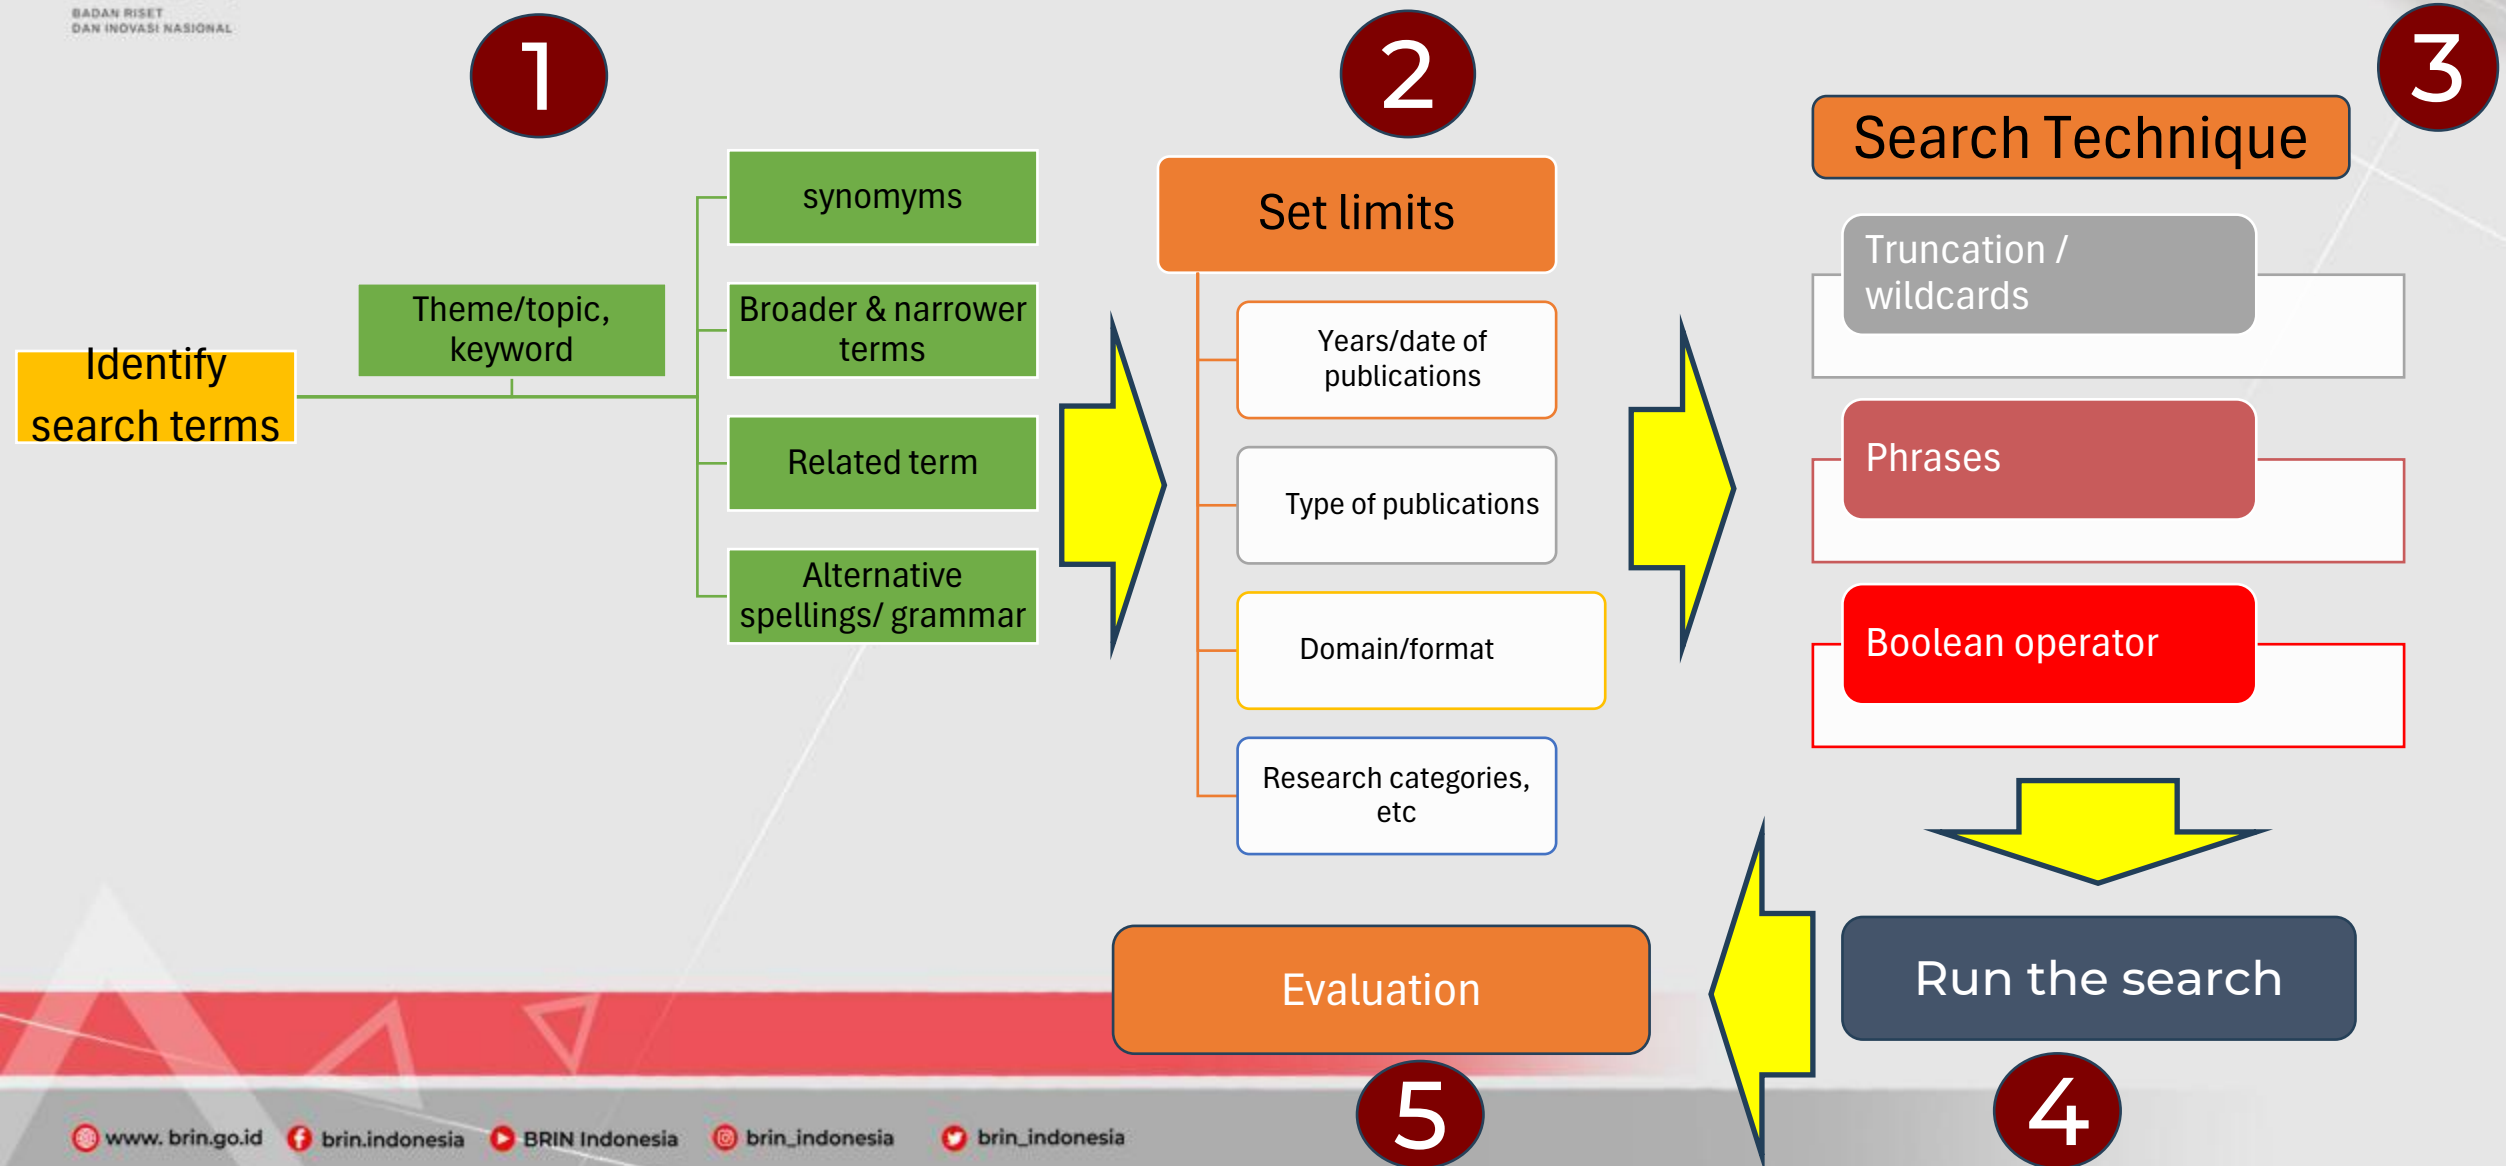 BADAN RISET
DAN INOVASI NASIONAL
1
Identify
search terms
Theme/topic,
keyword
synomyms
Broader & narrower
terms
Related term
Alternative
spellings/ grammar
2
Set limits
Years/date of
publications
Type of publications
Domain/format
Research categories,
etc
3
Search Technique
Truncation /
wildcards
Phrases
Boolean operator
Run the search
4
Evaluation
5
www. brin.go.id
brin.indonesia
BRIN Indonesia
brin_indonesia
brin_indonesia